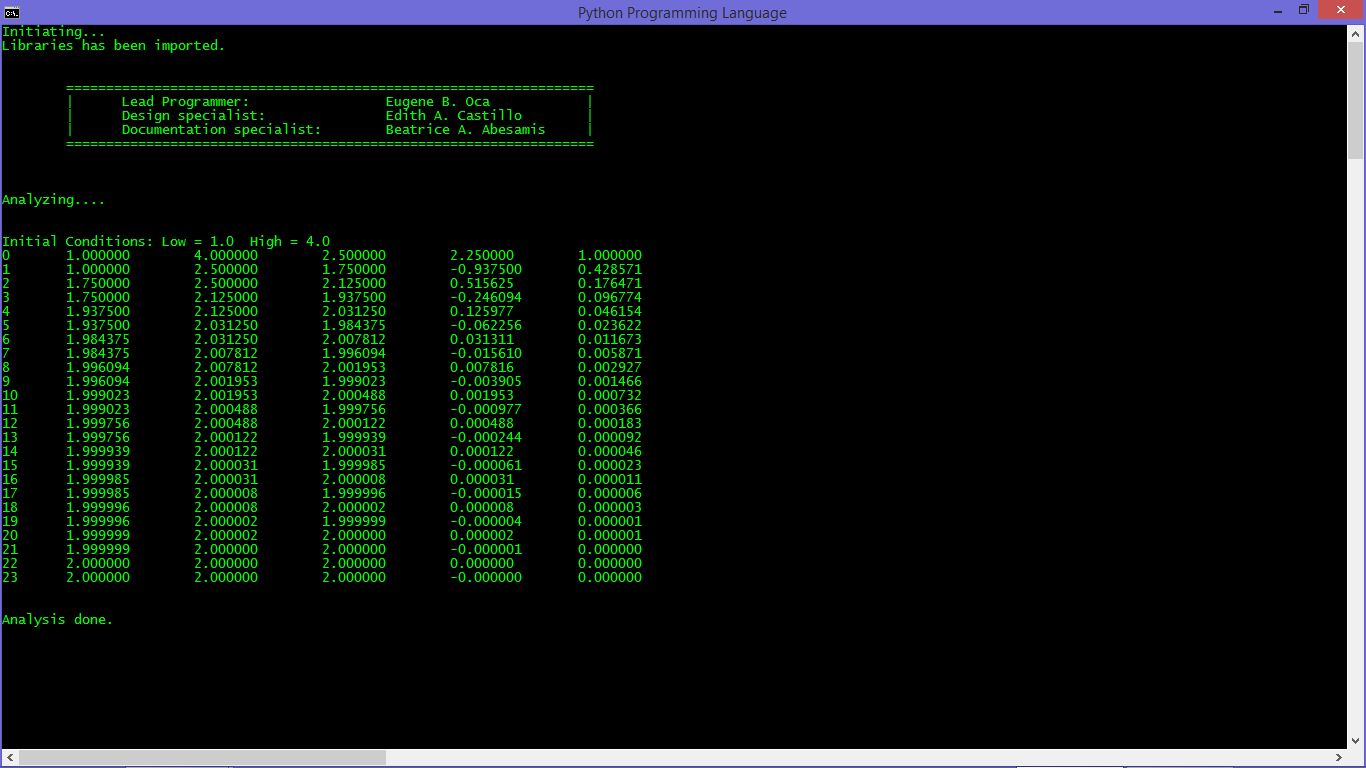 Python Programming Language
Initiating...
Libraries has been imported.
==================================================================
| Lead Programmer: Eugene B. Oca |
| Design specialist: Edith A. Castillo |
| Documentation specialist: Beatrice A. Abesamis |
==================================================================
Analyzing....
Initial Conditions: Low = 1.0 High = 4.0
0 1.000000 4.000000 2.500000 2.250000 1.000000
1 1.000000 2.500000 1.750000 -0.937500 0.428571
2 1.750000 2.500000 2.125000 0.515625 0.176471
3 1.750000 2.125000 1.937500 -0.246094 0.096774
4 1.937500 2.125000 2.031250 0.125977 0.046154
5 1.937500 2.031250 1.984375 -0.062256 0.023622
6 1.984375 2.031250 2.007812 0.031311 0.011673
7 1.984375 2.007812 1.996094 -0.015610 0.005871
8 1.996094 2.007812 2.001953 0.007816 0.002927
9 1.996094 2.001953 1.999023 -0.003905 0.001466
10 1.999023 2.001953 2.000488 0.001953 0.000732
11 1.999023 2.000488 1.999756 -0.000977 0.000366
12 1.999756 2.000488 2.000122 0.000488 0.000183
13 1.999756 2.000122 1.999939 -0.000244 0.000092
14 1.999939 2.000122 2.000031 0.000122 0.000046
15 1.999939 2.000031 1.999985 -0.000061 0.000023
16 1.999985 2.000031 2.000008 0.000031 0.000011
17 1.999985 2.000008 1.999996 -0.000015 0.000006
18 1.999996 2.000008 2.000002 0.000008 0.000003
19 1.999996 2.000002 1.999999 -0.000004 0.000001
20 1.999999 2.000002 2.000000 0.000002 0.000001
21 1.999999 2.000000 2.000000 -0.000001 0.000000
22 2.000000 2.000000 2.000000 0.000000 0.000000
23 2.000000 2.000000 2.000000 -0.000000 0.000000
Analysis done.